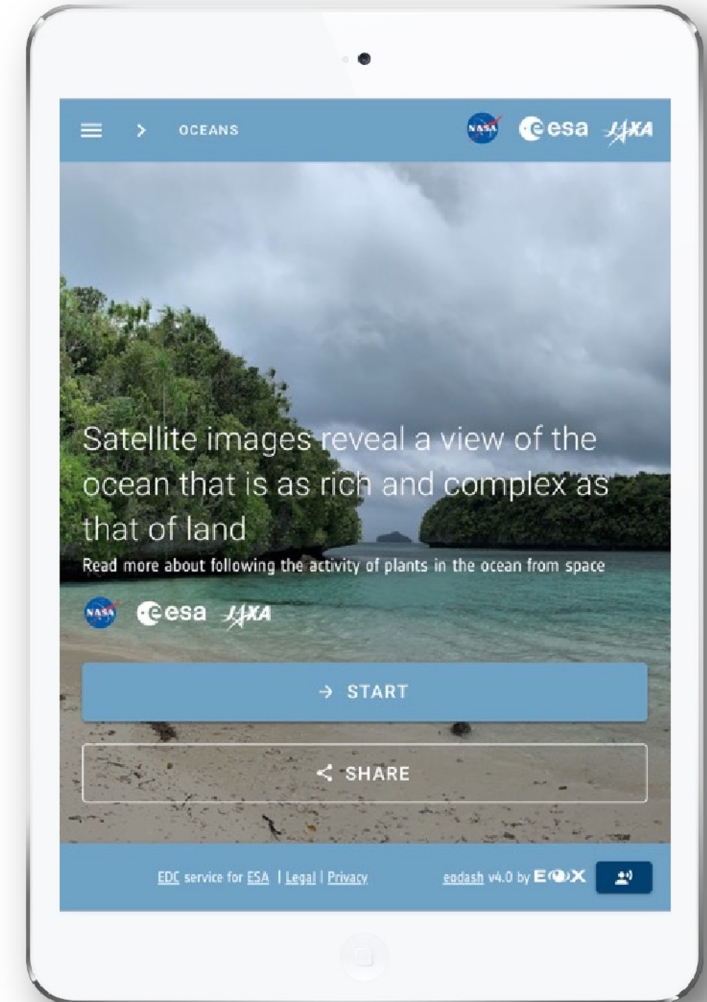 OCEANS
NASA esa JAXA
Satellite images reveal a view of the
ocean that is as rich and complex as
that of land
Read more about following the activity of plants in the ocean from space
NASA esa JAXA
START
SHARE
EDC service for ESA | Legal | Privacy
eodash v4.0 by EOX